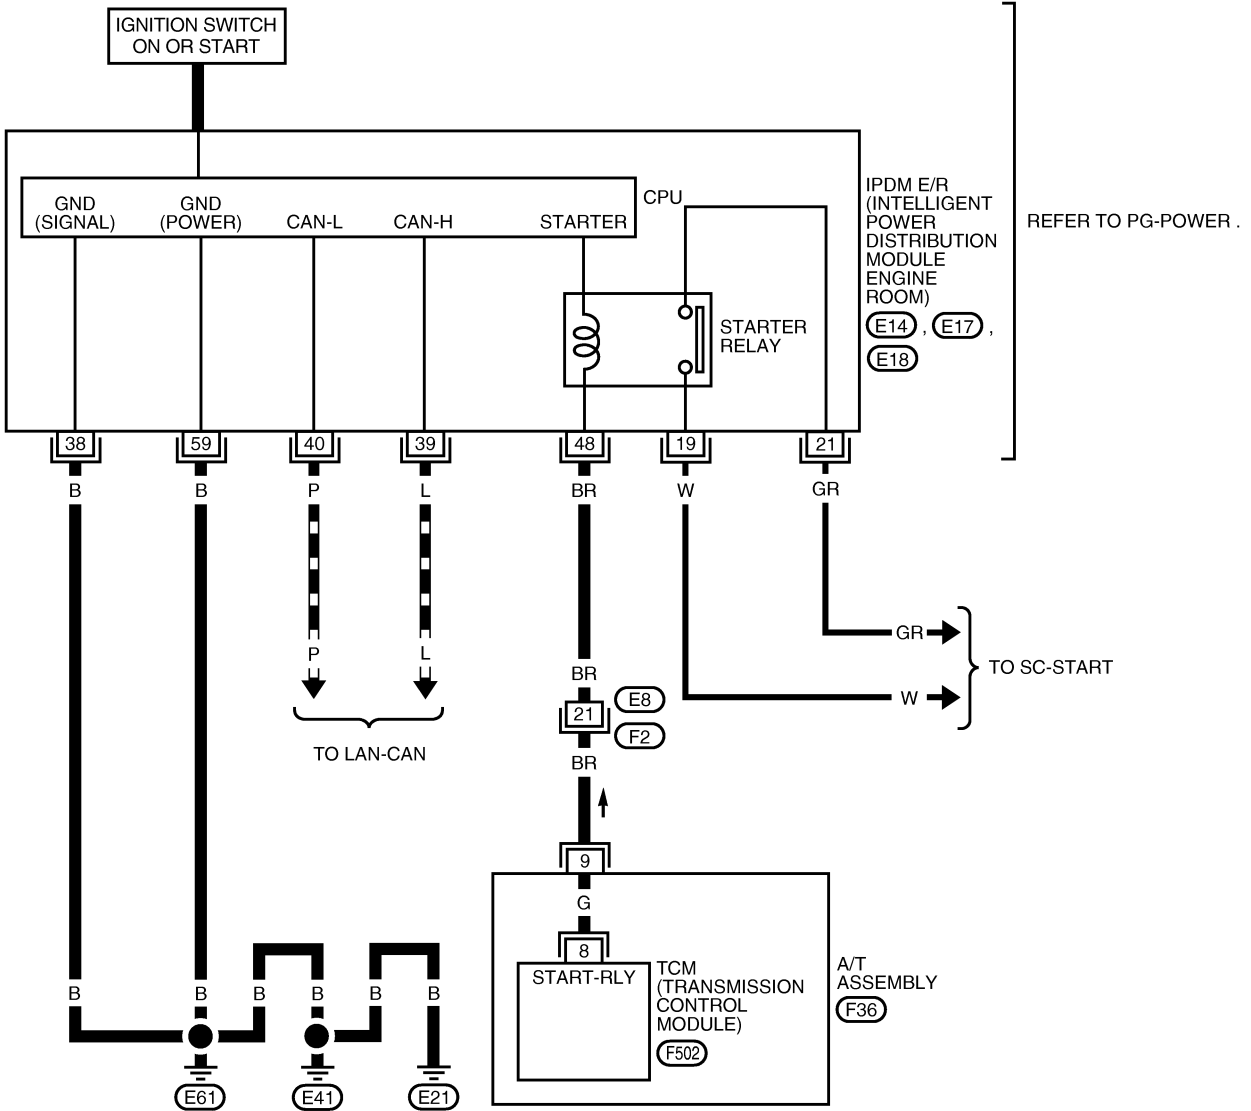 IGNITION SWITCH
ON OR START
GND
(SIGNAL)
GND
(POWER)
CAN-L
CAN-H
STARTER
CPU
STARTER
RELAY
IPDM E/R
(INTELLIGENT
POWER
DISTRIBUTION
MODULE
ENGINE
ROOM)
E14 , E17 ,
E18
REFER TO PG-POWER .
38
59
40
39
48
19
21
B
B
P
L
BR
W
GR
GR
W
TO SC-START
P
L
TO LAN-CAN
BR
21
E8
F2
BR
9
G
8
START-RLY
TCM
(TRANSMISSION
CONTROL
MODULE)
F502
A/T
ASSEMBLY
F36
B
B
B
B
B
B
E61
E41
E21